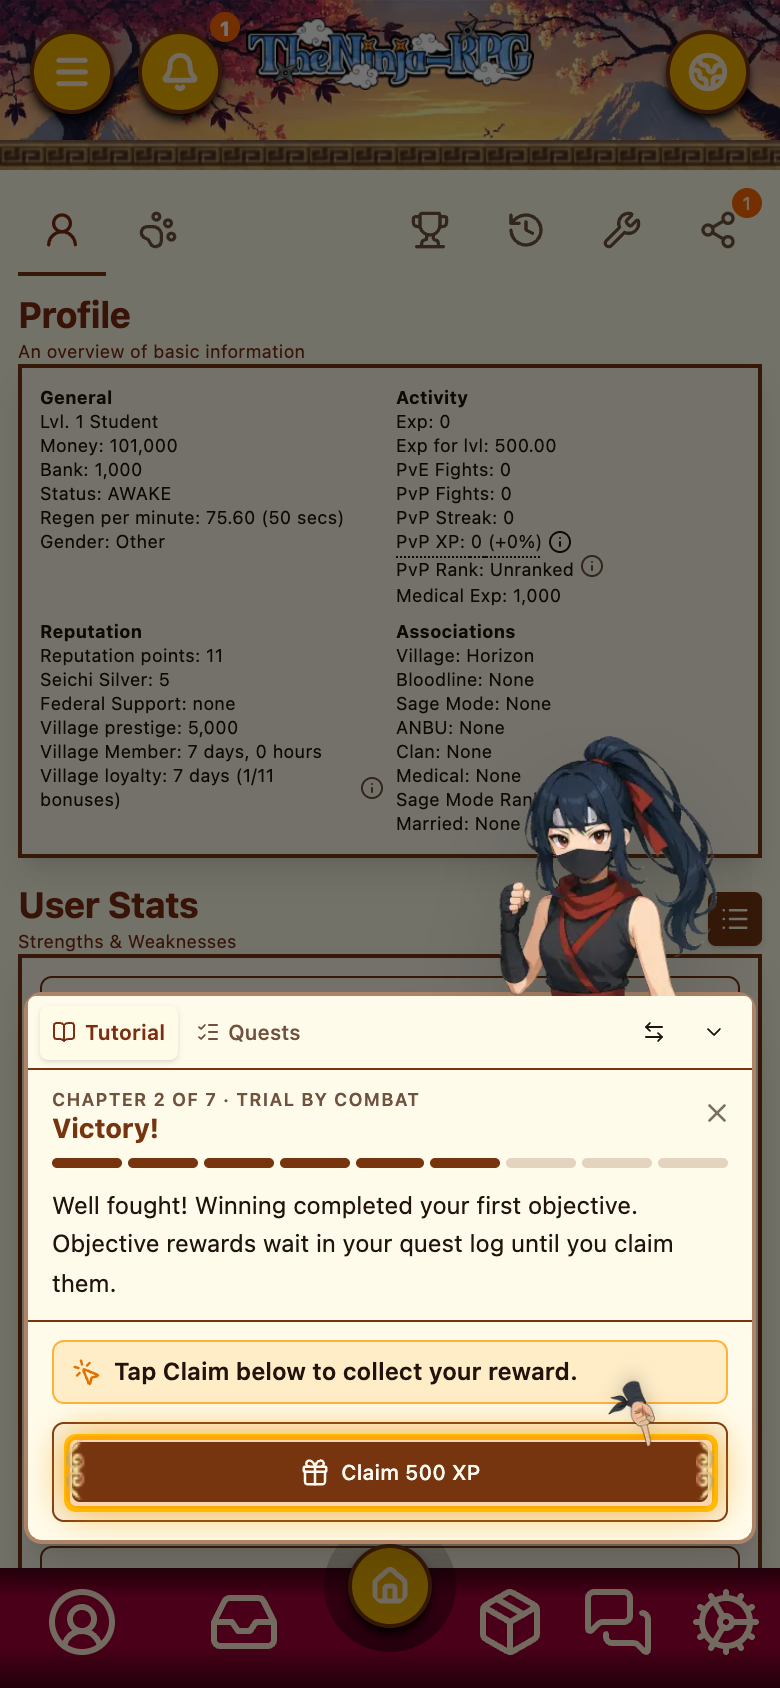 1
TheNinja-RPG
1
Profile
An overview of basic information
General
Lvl. 1 Student
Money: 101,000
Bank: 1,000
Status: AWAKE
Regen per minute: 75.60 (50 secs)
Gender: Other
Activity
Exp: 0
Exp for lvl: 500.00
PvE Fights: 0
PvP Fights: 0
PvP Streak: 0
PvP XP: 0 (+0%)
PvP Rank: Unranked
Medical Exp: 1,000
Reputation
Reputation points: 11
Seichi Silver: 5
Federal Support: none
Village prestige: 5,000
Village Member: 7 days, 0 hours
Village loyalty: 7 days (1/11
bonuses)
Associations
Village: Horizon
Bloodline: None
Sage Mode: None
ANBU: None
Clan: None
Medical: None
Sage Mode Ran
Married: None
User Stats
Strengths & Weaknesses
Tutorial
Quests
CHAPTER 2 OF 7 · TRIAL BY COMBAT
Victory!
Well fought! Winning completed your first objective.
Objective rewards wait in your quest log until you claim
them.
Tap Claim below to collect your reward.
Claim 500 XP